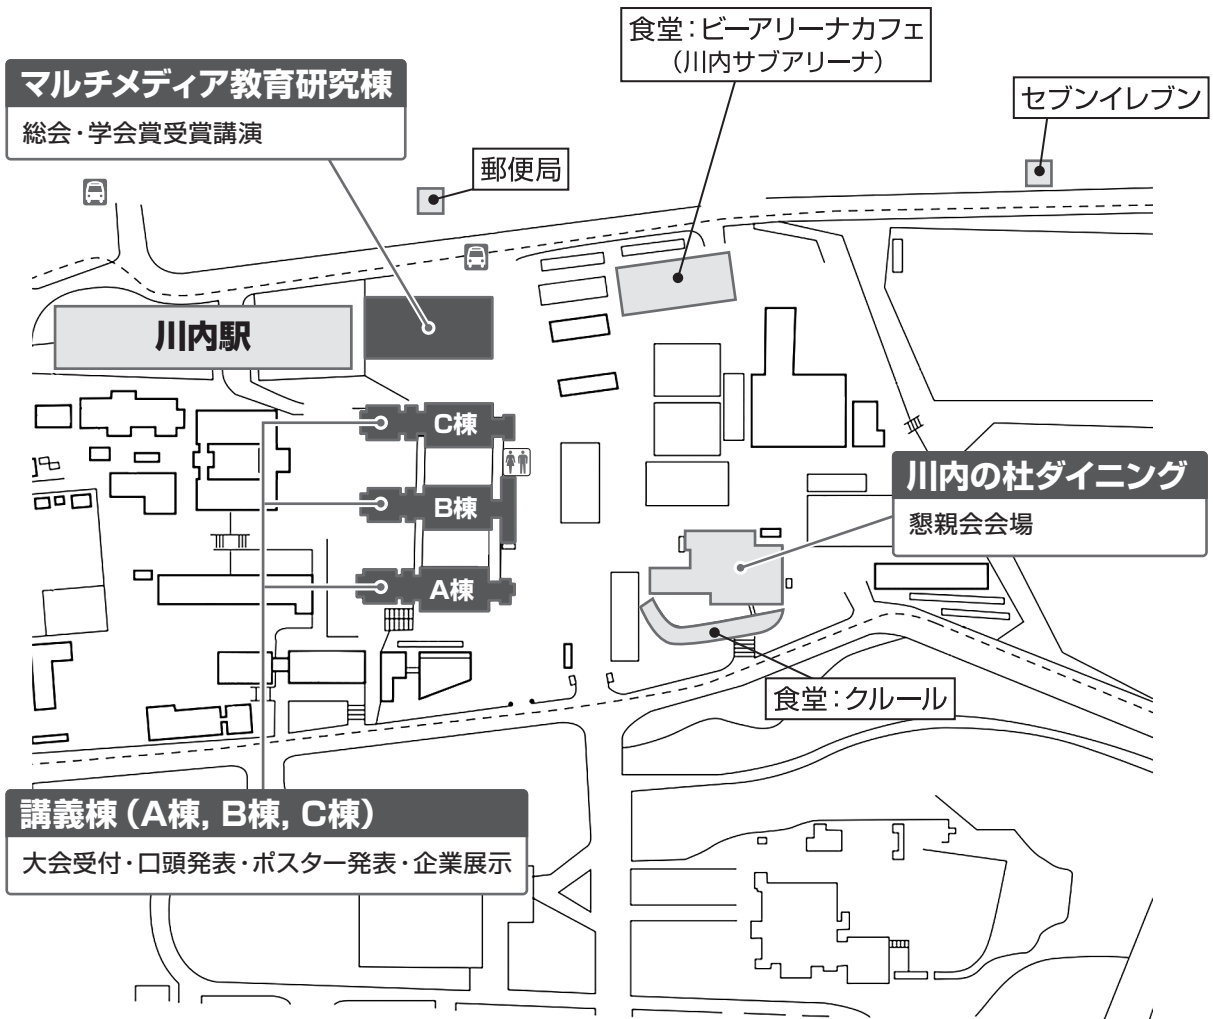 食堂：ビーアリーナカフェ
（川内サブアリーナ）
マルチメディア教育研究棟
総会・学会賞受賞講演
セブンイレブン
郵便局
川内駅
C棟
B棟
A棟
川内の杜ダイニング
懇親会会場
食堂：クルール
講義棟（A棟, B棟, C棟）
大会受付・口頭発表・ポスター発表・企業展示